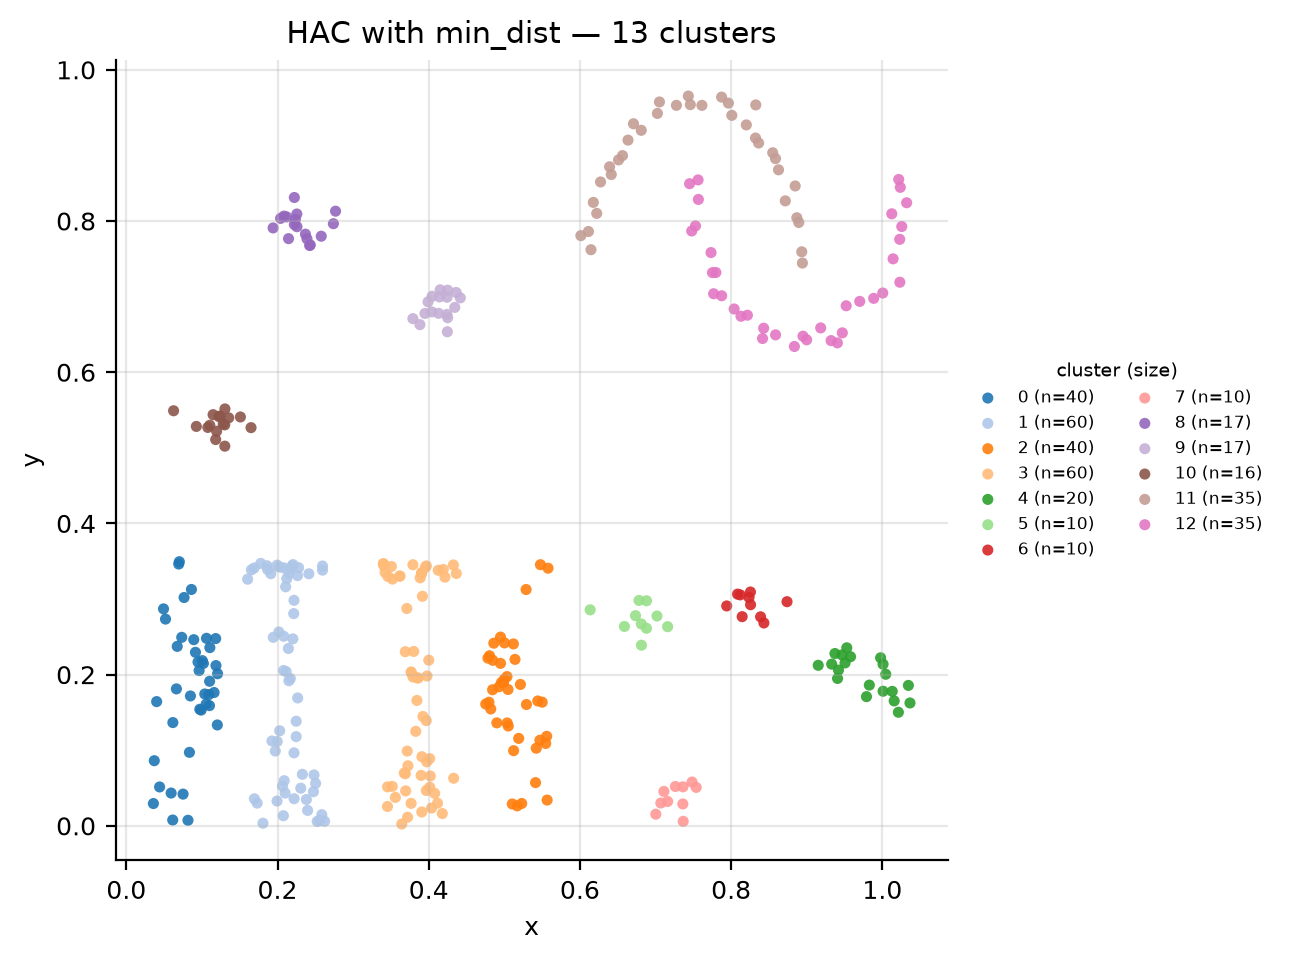 HAC with min_dist — 13 clusters
1.0
0.8
0.6
0.4
0.2
0.0
y
0.0 0.2 0.4 0.6 0.8 1.0
x
cluster (size)
0 (n=40)
1 (n=60)
2 (n=40)
3 (n=60)
4 (n=20)
5 (n=10)
6 (n=10)
7 (n=10)
8 (n=17)
9 (n=17)
10 (n=16)
11 (n=35)
12 (n=35)